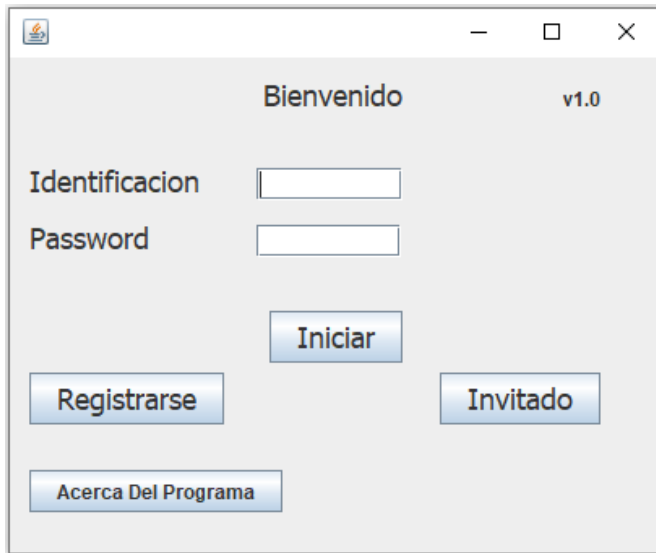 Bienvenido v1.0
Identificacion
Password
Iniciar
Registrarse Invitado
Acerca Del Programa